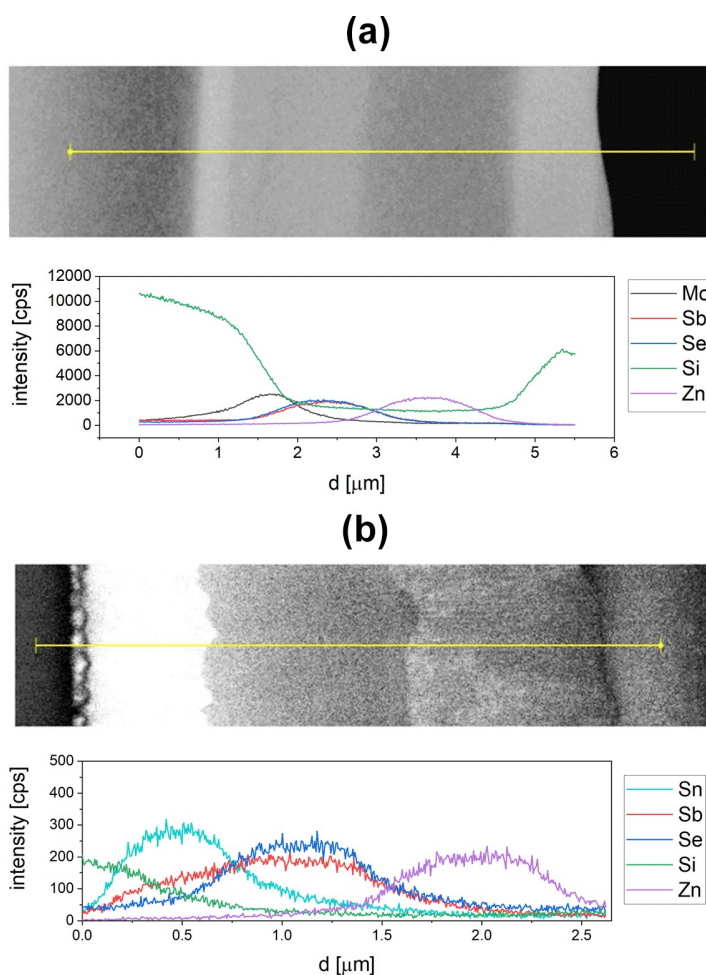 (a)
12000
10000
8000
6000
4000
2000
0
intensity [cps]
0 1 2 3 4 5 6
d [μm]
Sb
Se
Si
Zn
(b)
500
400
300
200
100
0
intensity [cps]
0.0 0.5 1.0 1.5 2.0 2.5
d [μm]
Sn
Sb
Se
Si
Zn